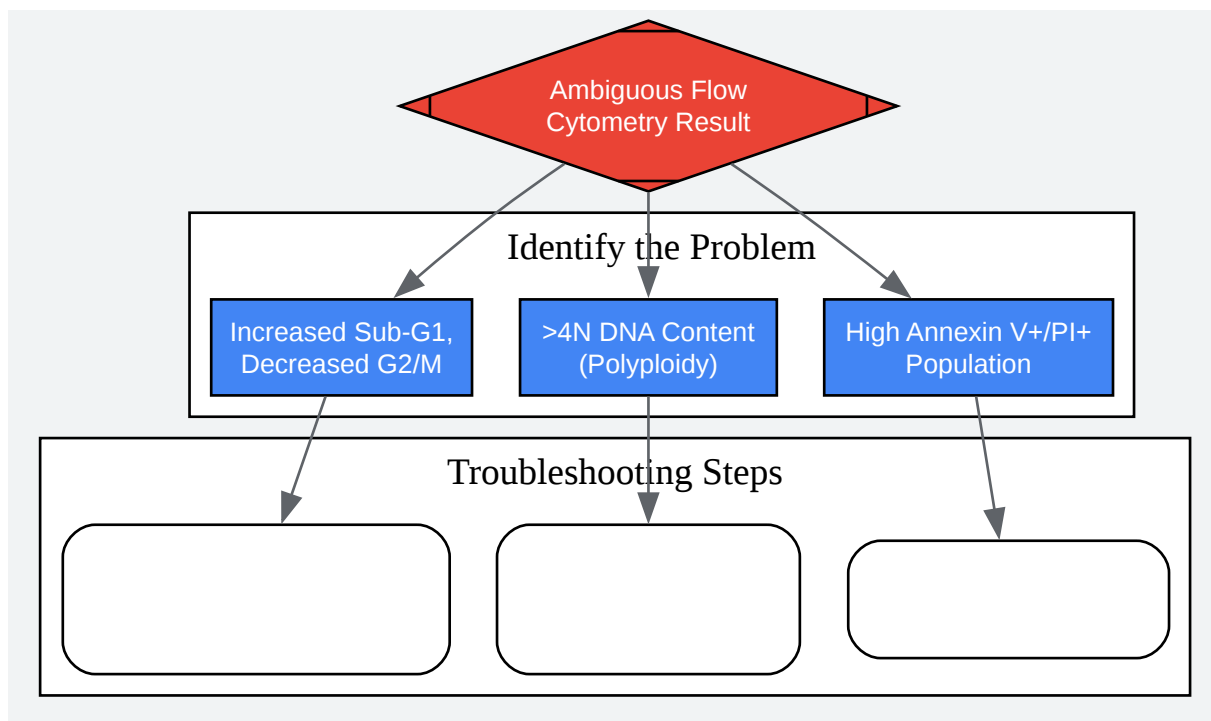 Ambiguous Flow
Cytometry Result
Identify the Problem
Increased Sub-G1,
Decreased G2/M
>4N DNA Content
(Polyploidy)
High Annexin V+/PI+
Population
Troubleshooting Steps